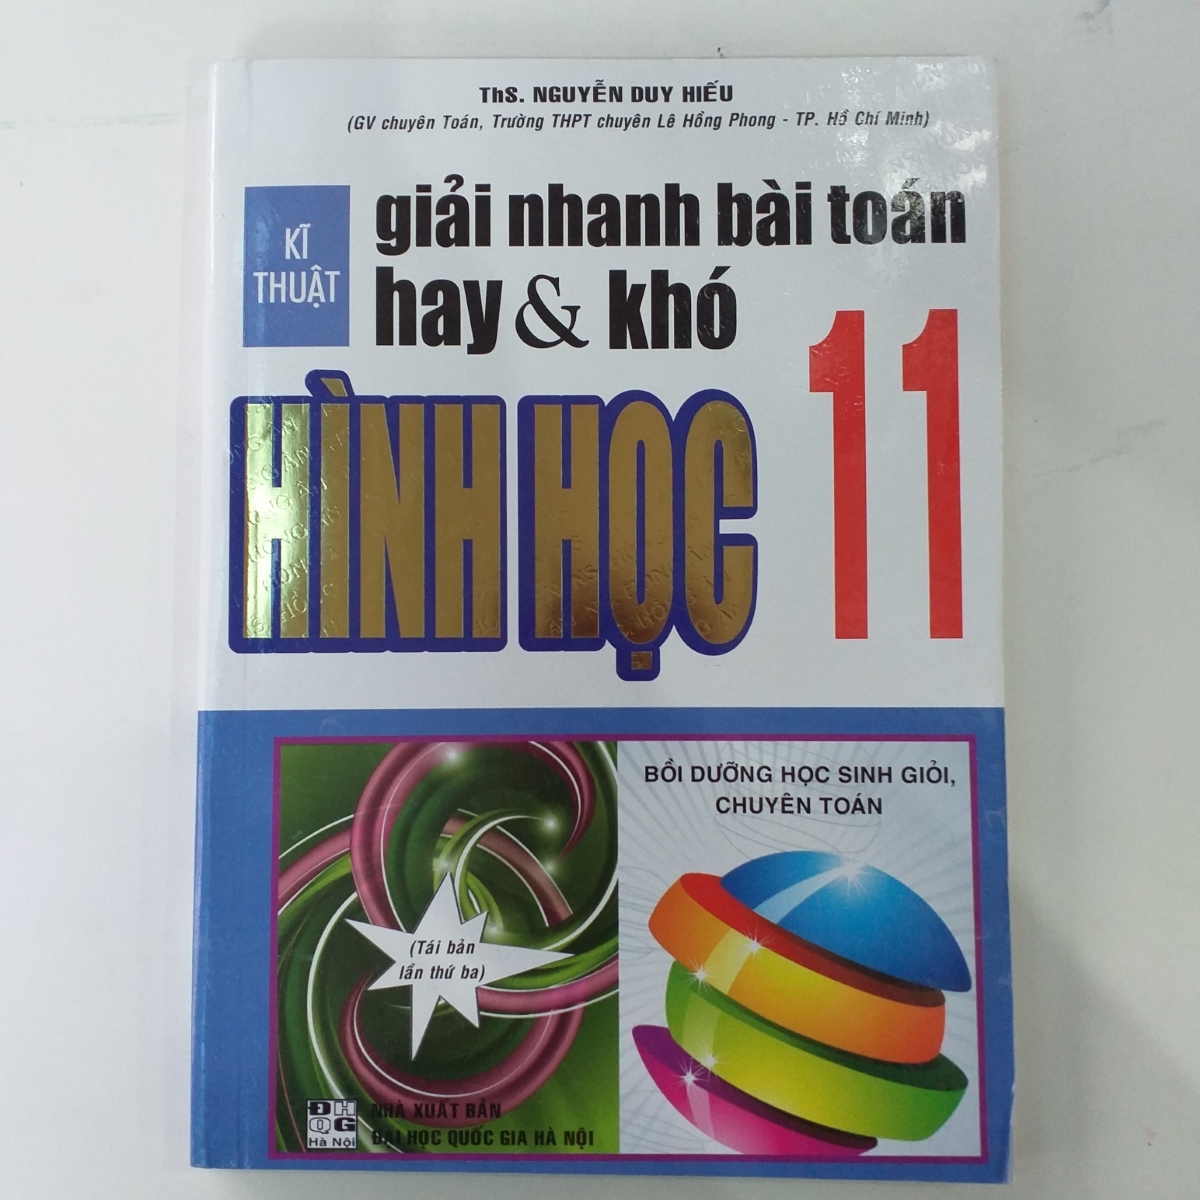 ThS. NGUYỄN DUY HIẾU
(GV chuyên Toán, Trường THPT chuyên Lê Hồng Phong - TP. Hồ Chí Minh)
KĨ
THUẬT
giải nhanh bài toán
hay & khó
HÌNH HỌC 11
BỒI DƯỠNG HỌC SINH GIỎI,
CHUYÊN TOÁN
(Tái bản
lần thứ ba)
ĐH
QG
Hà Nội
NHÀ XUẤT BẢN
ĐẠI HỌC QUỐC GIA HÀ NỘI